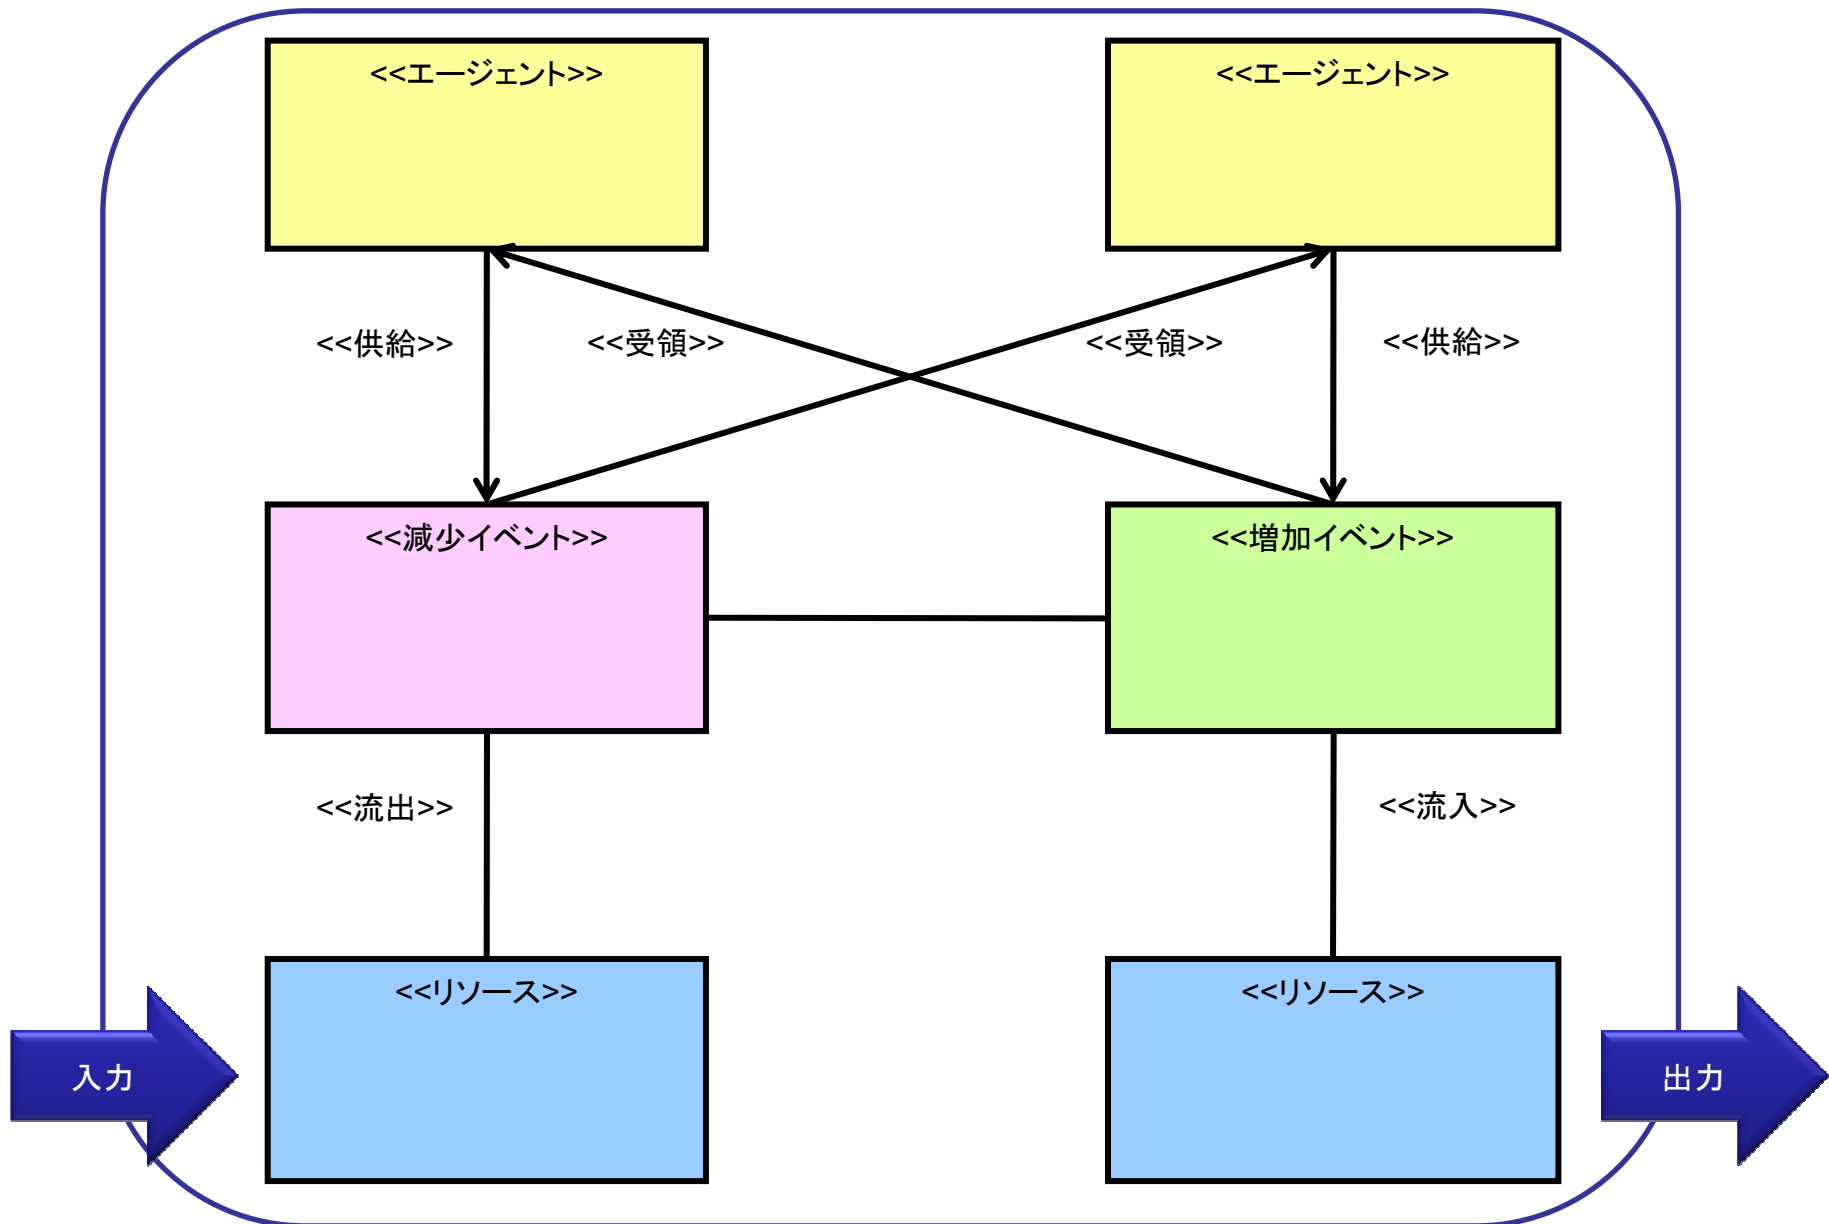 <<エージェント>>
<<エージェント>>
<<供給>>
<<受領>>
<<受領>>
<<供給>>
<<減少イベント>>
<<増加イベント>>
<<流出>>
<<流入>>
<<リソース>>
<<リソース>>
入力
出力